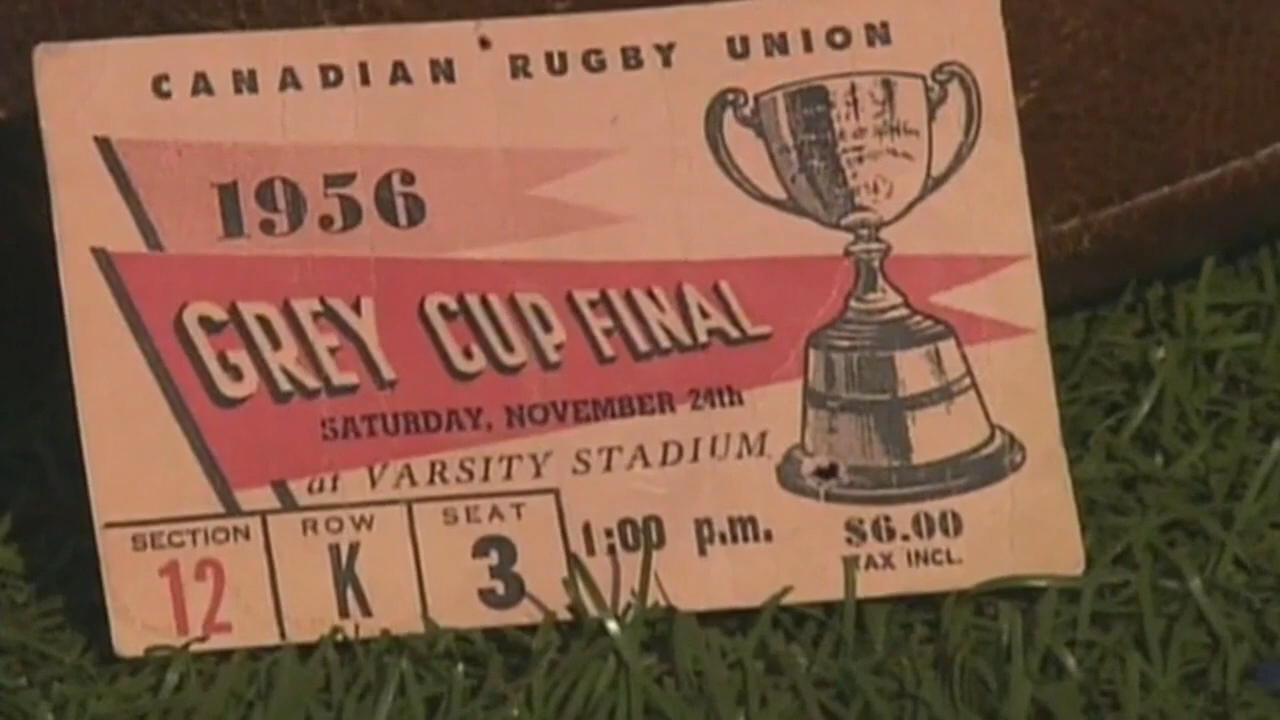 CANADIAN RUGBY UNION
1956
GREY CUP FINAL
SATURDAY, NOVEMBER 24th
at VARSITY STADIUM
SECTION ROW SEAT
12 K 3
1:00 p.m. $6.00
TAX INCL.